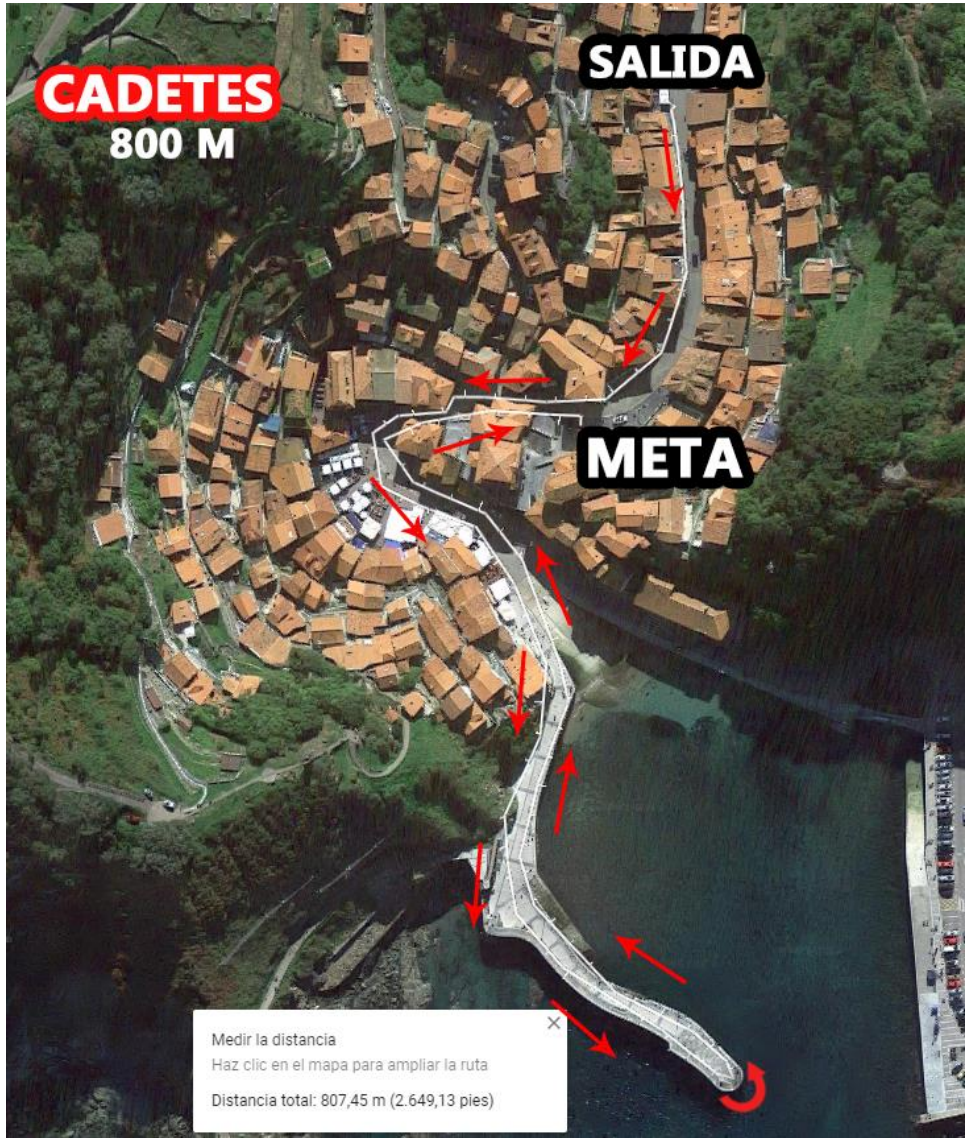 SALIDA
CADETES
800 M
META
Medir la distancia
Haz clic en el mapa para ampliar la ruta
Distancia total: 807,45 m (2.649,13 pies)